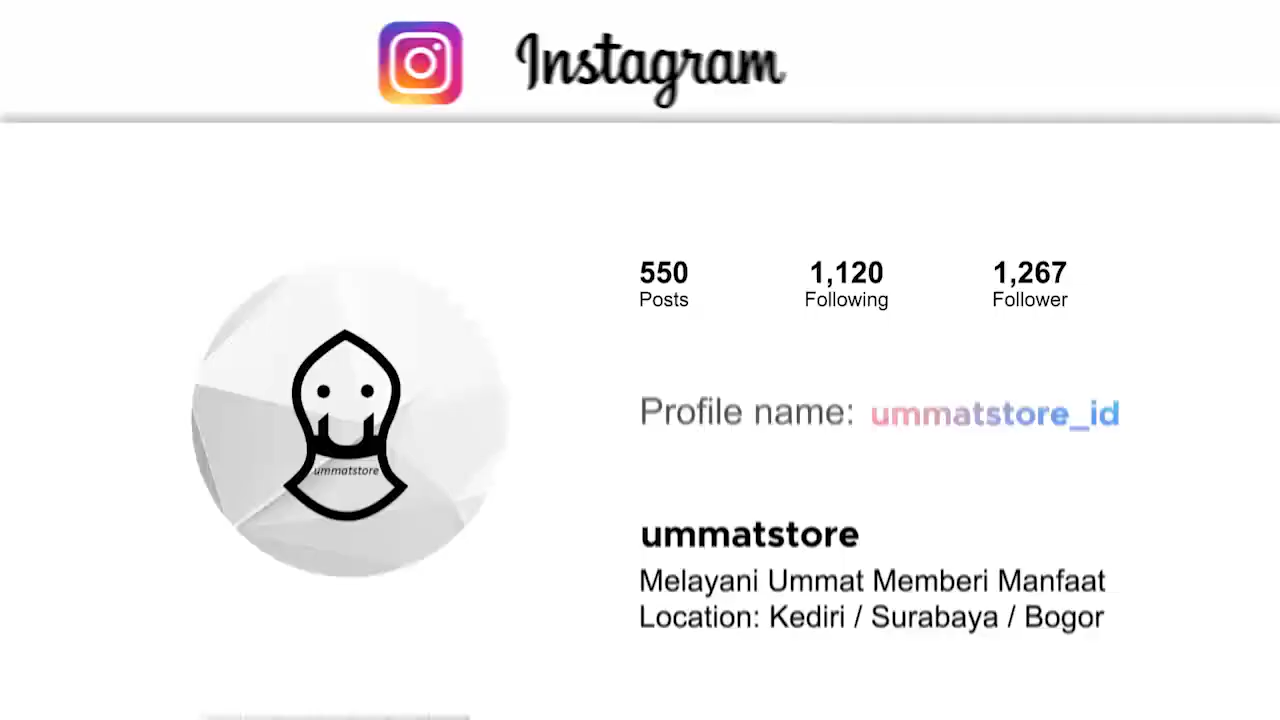 Instagram
550 1,120 1,267
Posts Following Follower
Profile name: ummatstore_id
ummatstore
ummatstore
Melayani Ummat Memberi Manfaat
Location: Kediri / Surabaya / Bogor